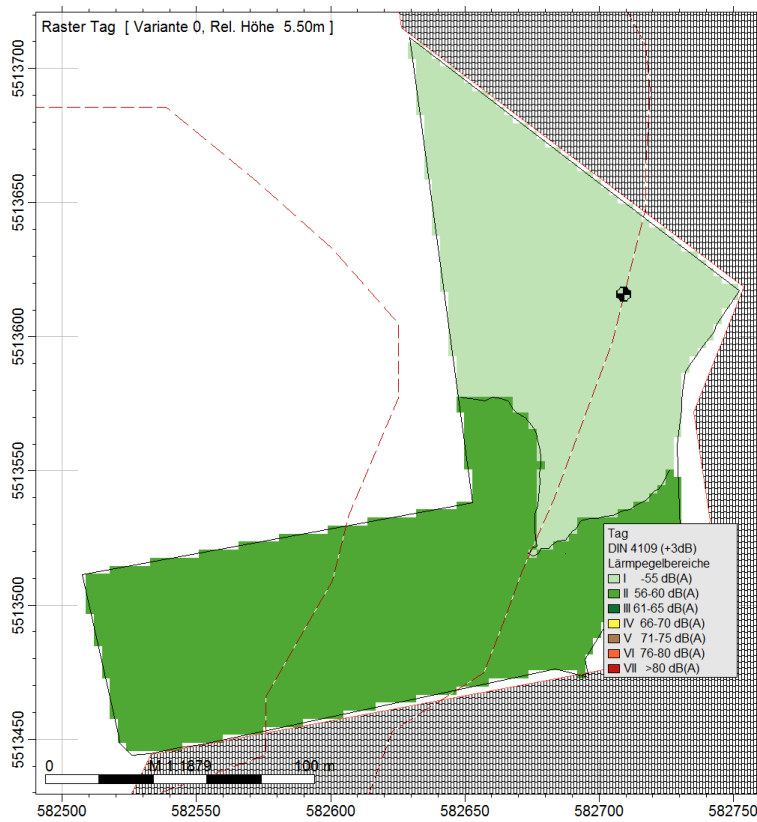 Raster Tag [ Variante 0, Rel. Höhe 5.50m ]
5513700
5513650
5513600
5513550
5513500
5513450
Tag
DIN 4109 (+3dB)
Lärmpegelbereiche
I -55 dB(A)
II 56-60 dB(A)
III 61-65 dB(A)
IV 66-70 dB(A)
V 71-75 dB(A)
VI 76-80 dB(A)
VII >80 dB(A)
0 M 1:1879 100 m
582500 582550 582600 582650 582700 582750